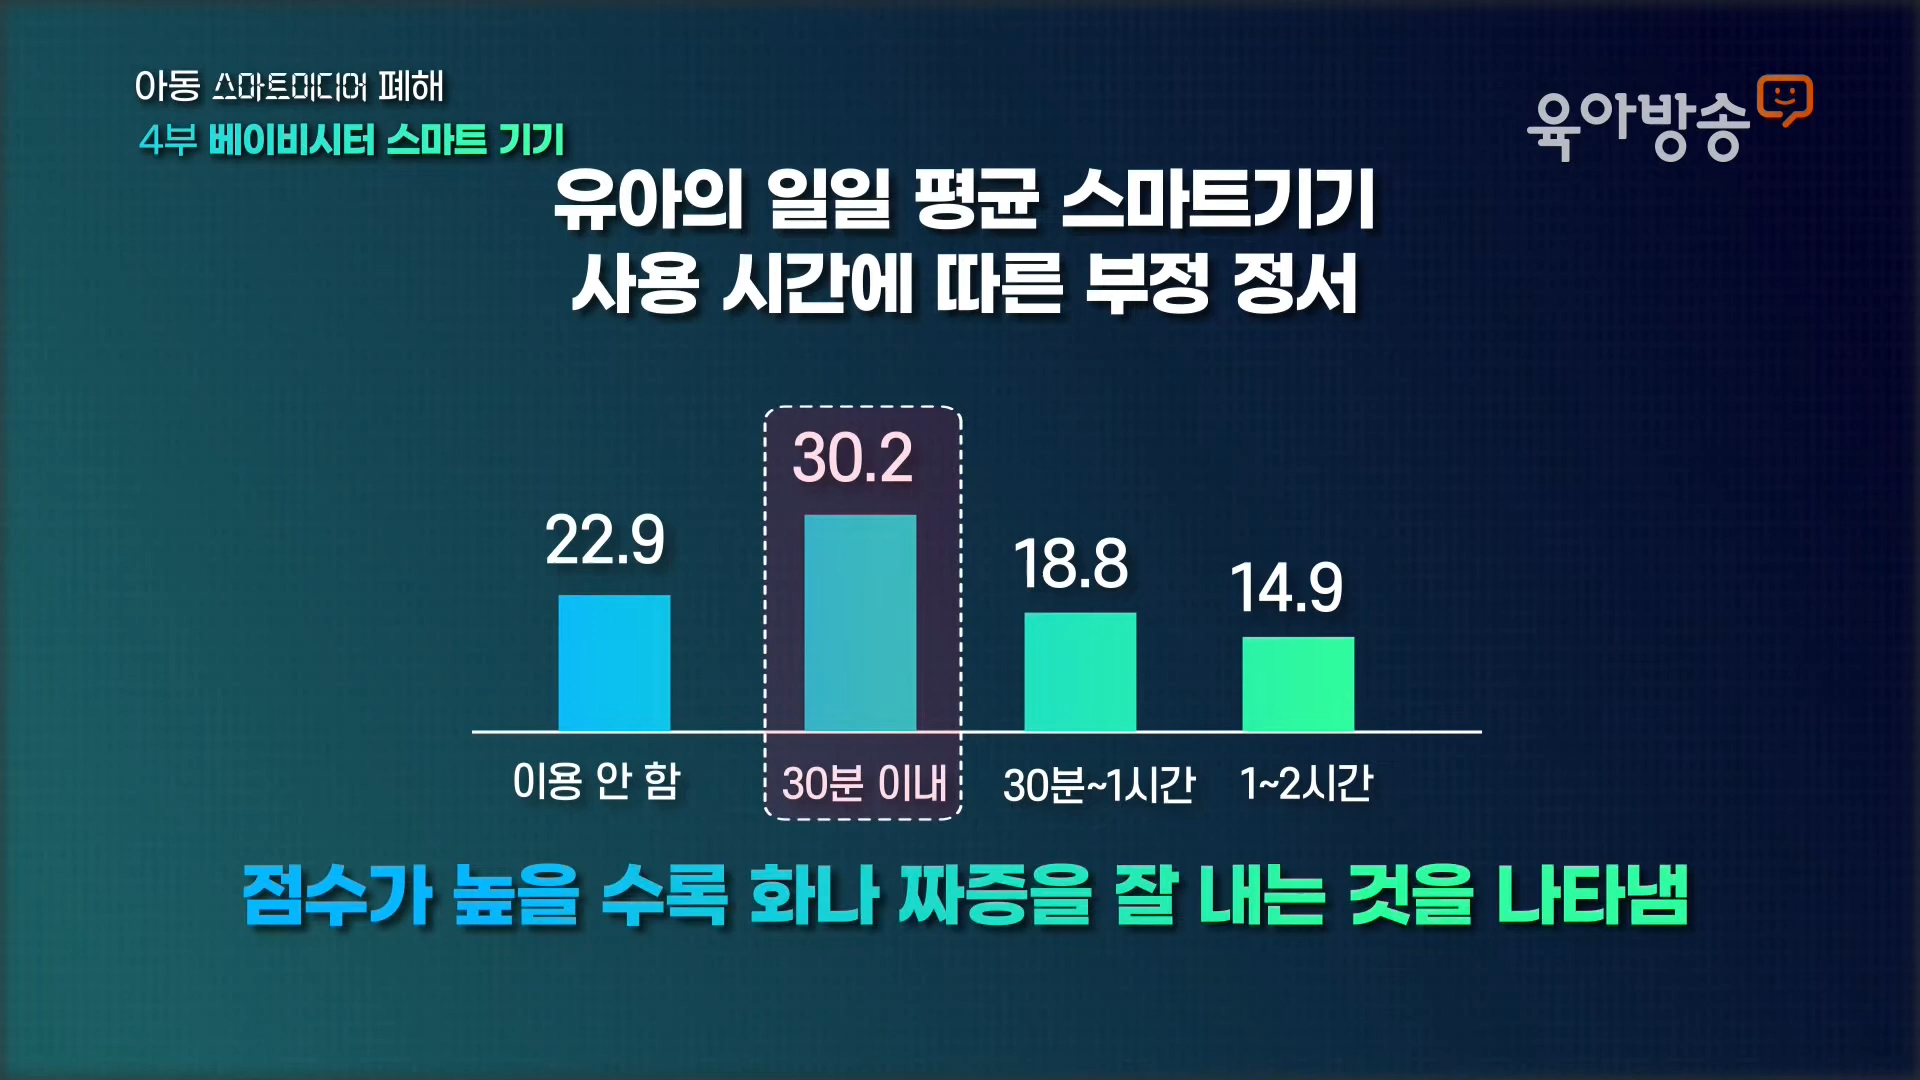 아동 스마트미디어 폐해
4부 베이비시터 스마트 기기
육아방송
유아의 일일 평균 스마트기기
사용 시간에 따른 부정 정서
22.9
30.2
18.8
14.9
이용 안 함
30분 이내
30분~1시간
1~2시간
점수가 높을 수록 화나 짜증을 잘 내는 것을 나타냄